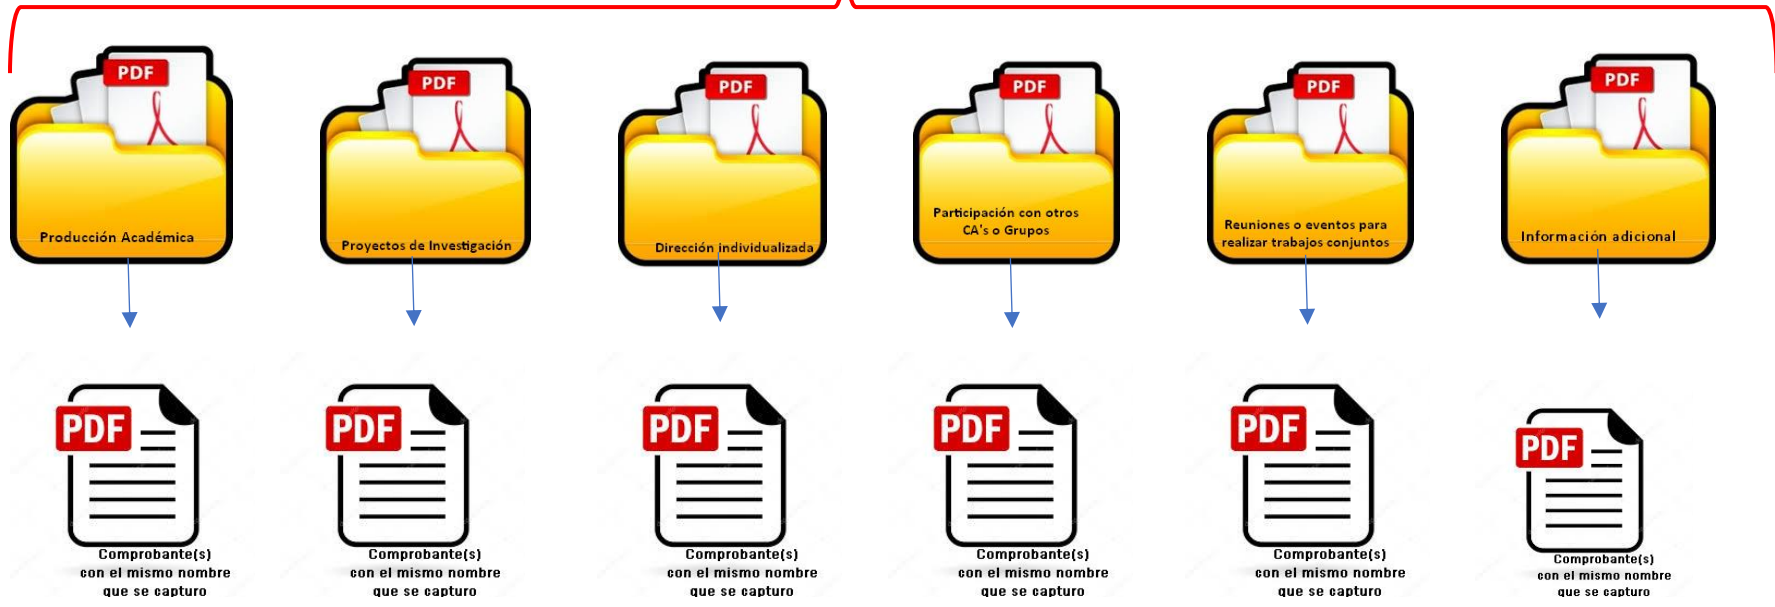 PDF
PDF
PDF
PDF
PDF
PDF
Producción Académica
Proyectos de Investigación
Dirección individualizada
Participación con otros
CA's o Grupos
Reuniones o eventos para
realizar trabajos conjuntos
Información adicional
PDF
Comprobante(s)
con el mismo nombre
que se capturo
PDF
Comprobante(s)
con el mismo nombre
que se capturo
PDF
Comprobante(s)
con el mismo nombre
que se capturo
PDF
Comprobante(s)
con el mismo nombre
que se capturo
PDF
Comprobante(s)
con el mismo nombre
que se capturo
PDF
Comprobante(s)
con el mismo nombre
que se capturo